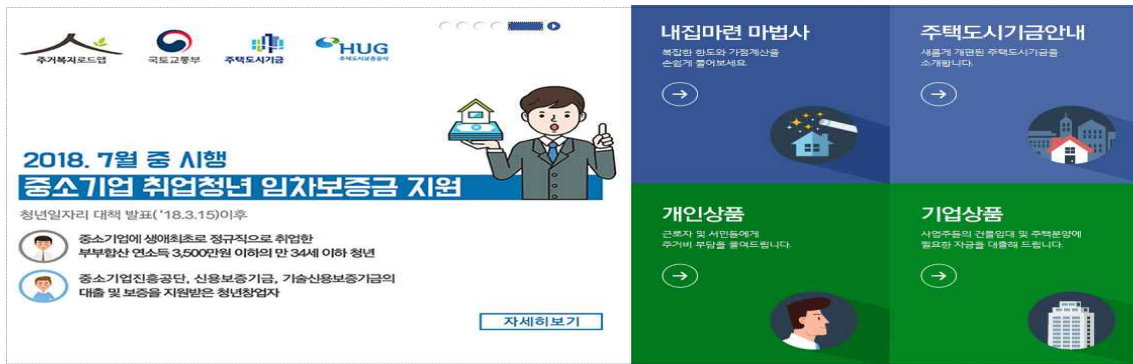 주거복지로드맵
국토교통부
주택도시기금
HUG
주택도시보증공사
2018. 7월 중 시행
중소기업 취업청년 임차보증금 지원
청년일자리 대책 발표('18.3.15)이후
중소기업에 생애최초로 정규직으로 취업한
부부합산 연소득 3,500만원 이하의 만 34세 이하 청년
중소기업진흥공단, 신용보증기금, 기술신용보증기금의
대출 및 보증을 지원받은 청년창업자
자세히보기
내집마련 마법사
복잡한 한도와 가점계산을
손쉽게 풀어보세요
주택도시기금안내
새롭게 개편된 주택도시기금을
소개합니다.
개인상품
근로자 및 서민들에게
주거비 부담을 줄여드립니다.
기업상품
사업주들의 건물임대 및 주택분양에
필요한 자금을 대출해 드립니다.